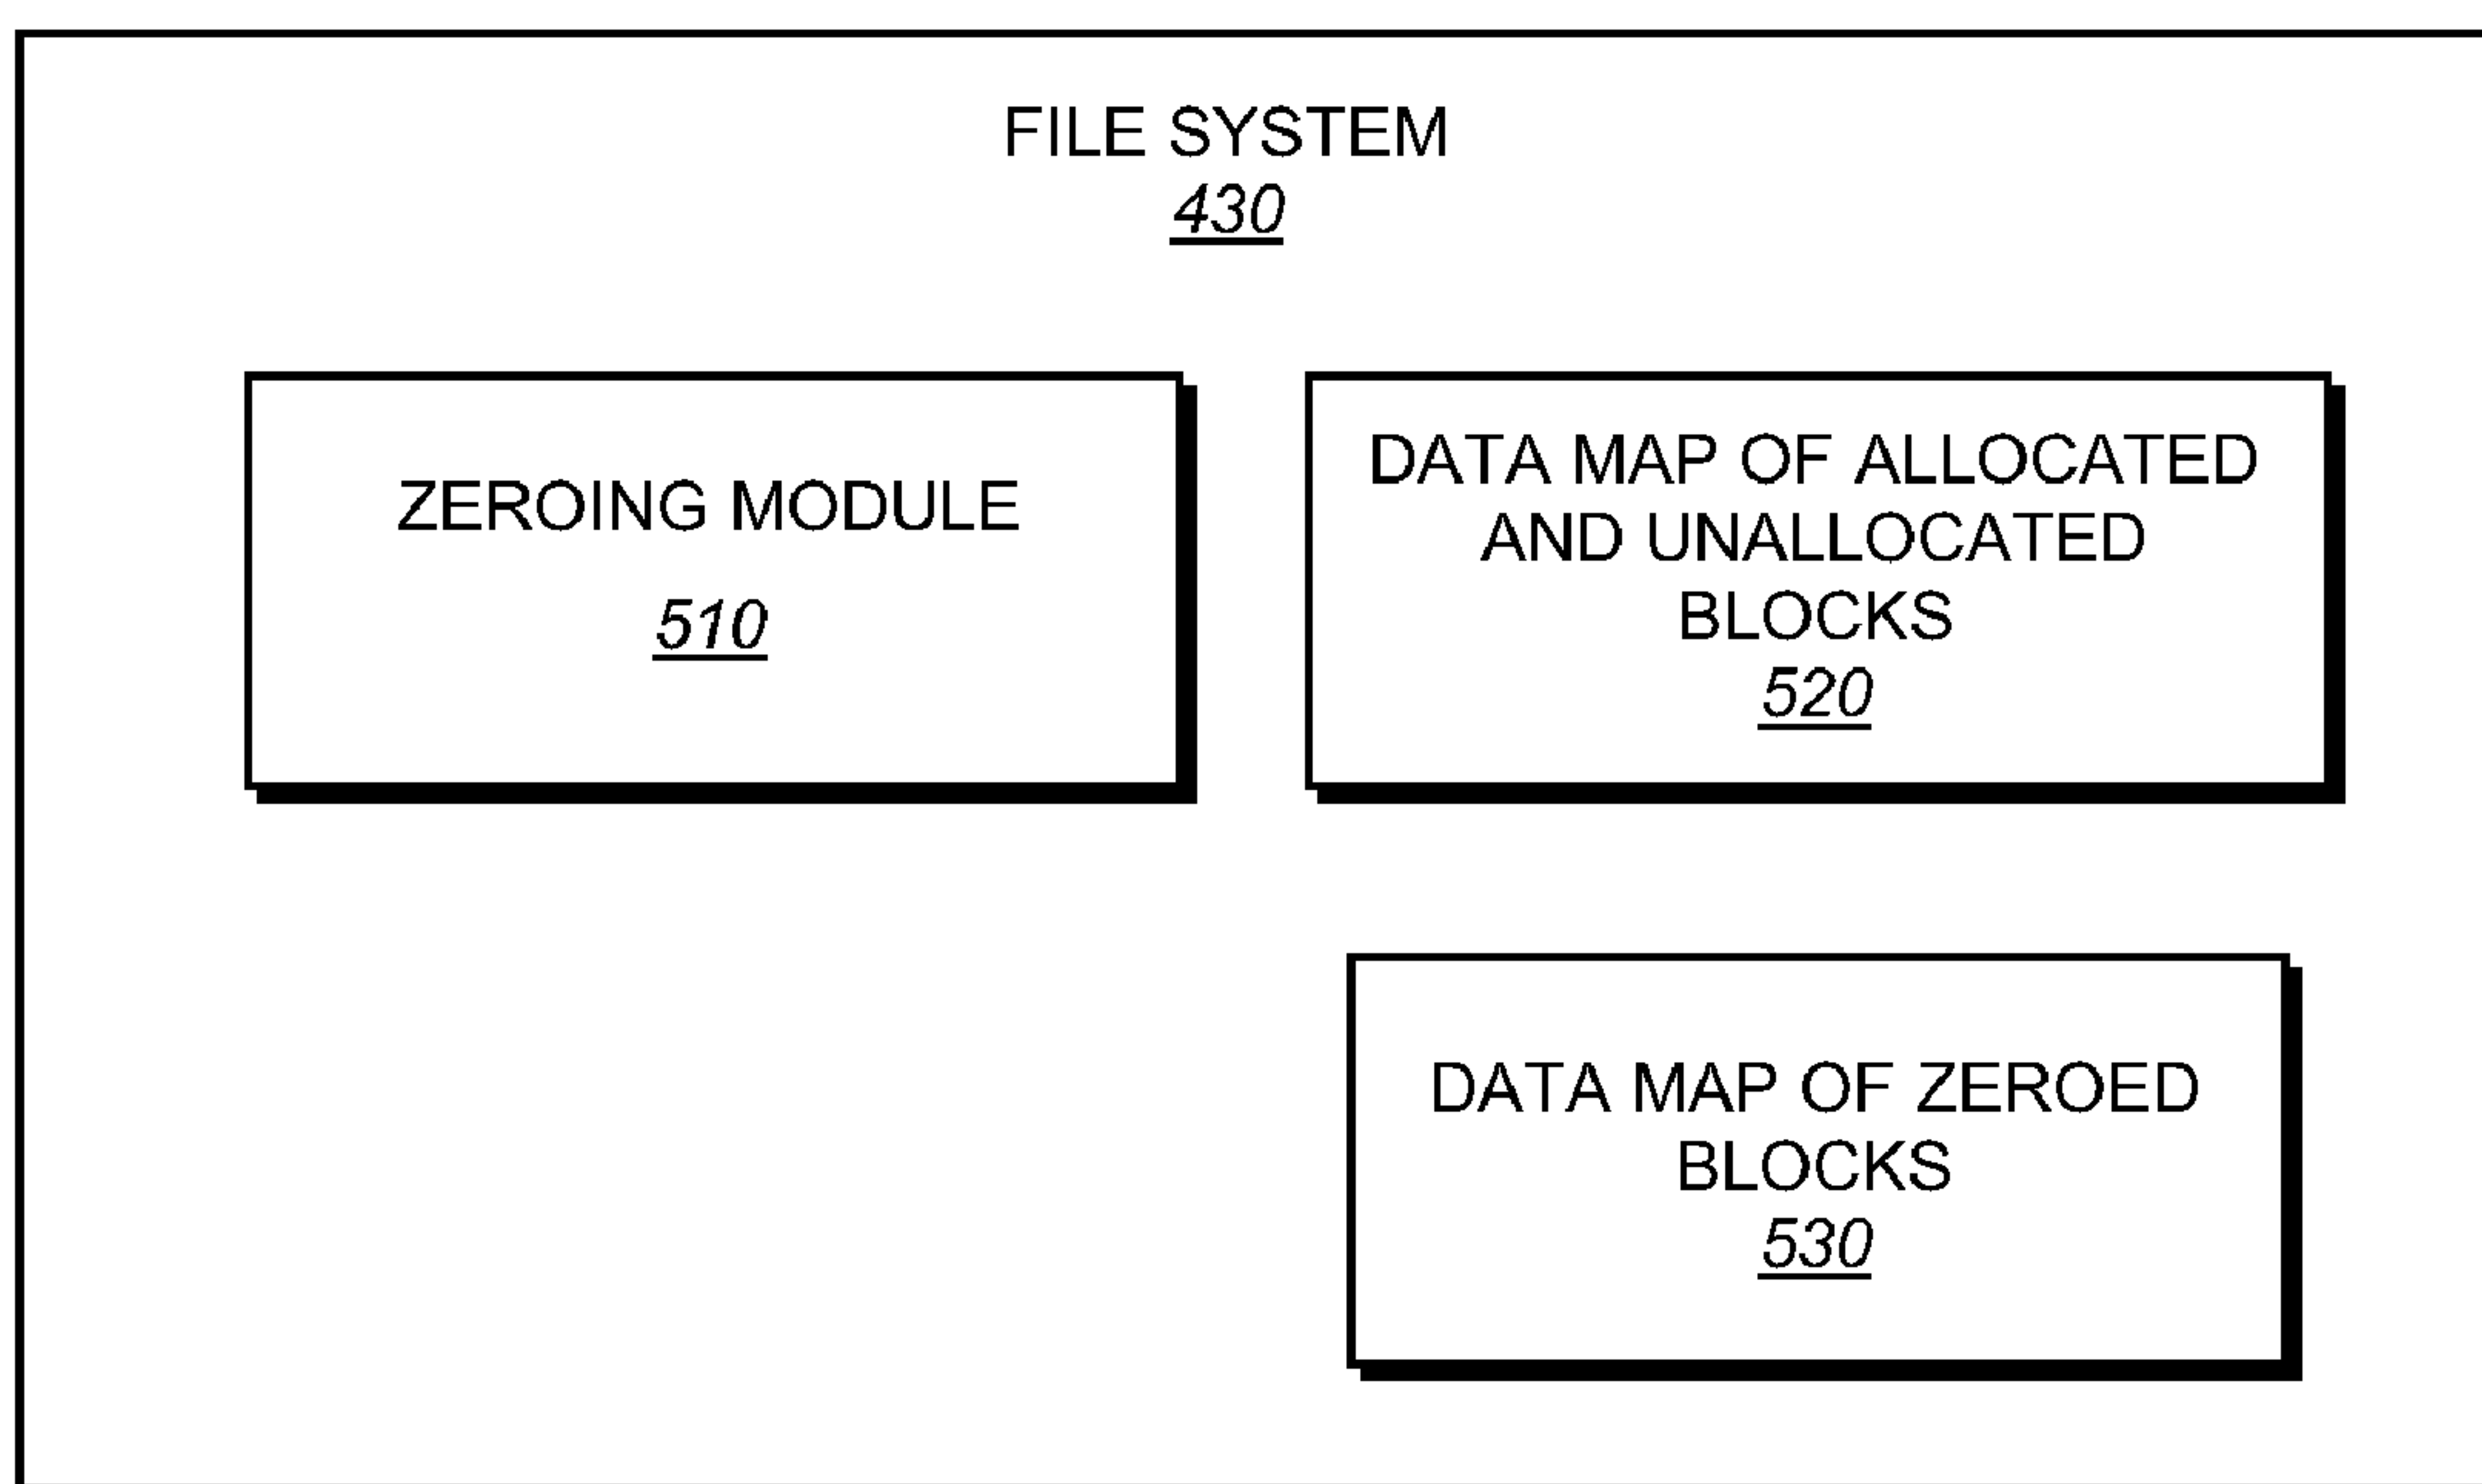 FILE SYSTEM
430
ZEROING MODULE
510
DATA MAP OF ALLOCATED
AND UNALLOCATED
BLOCKS
520
DATA MAP OF ZEROED
BLOCKS
530